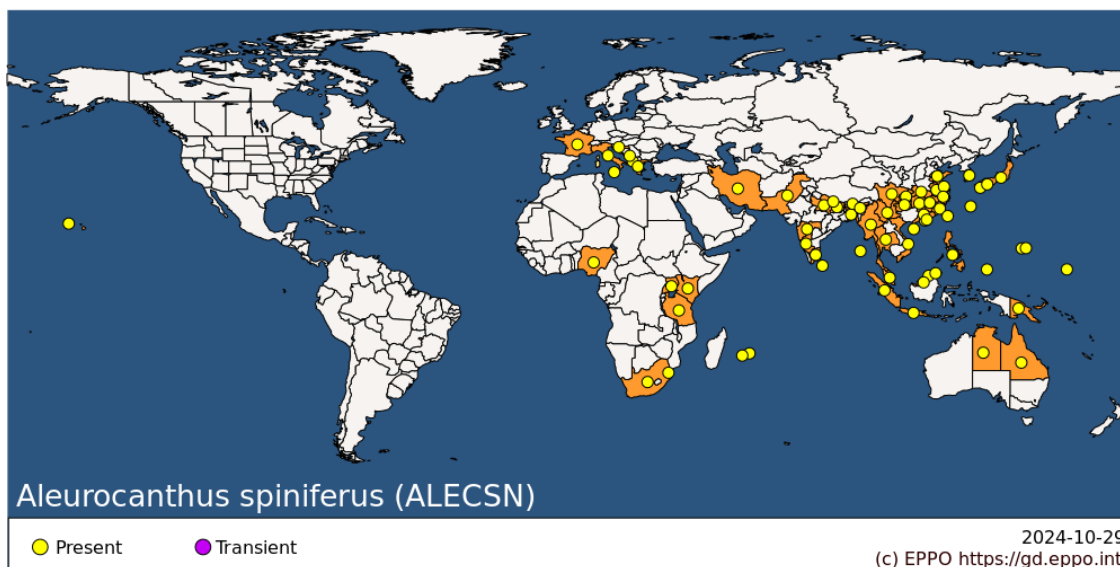 Aleurocanthus spiniferus (ALECSN)
Present
Transient
2024-10-29
(c) EPPO https://gd.eppo.int